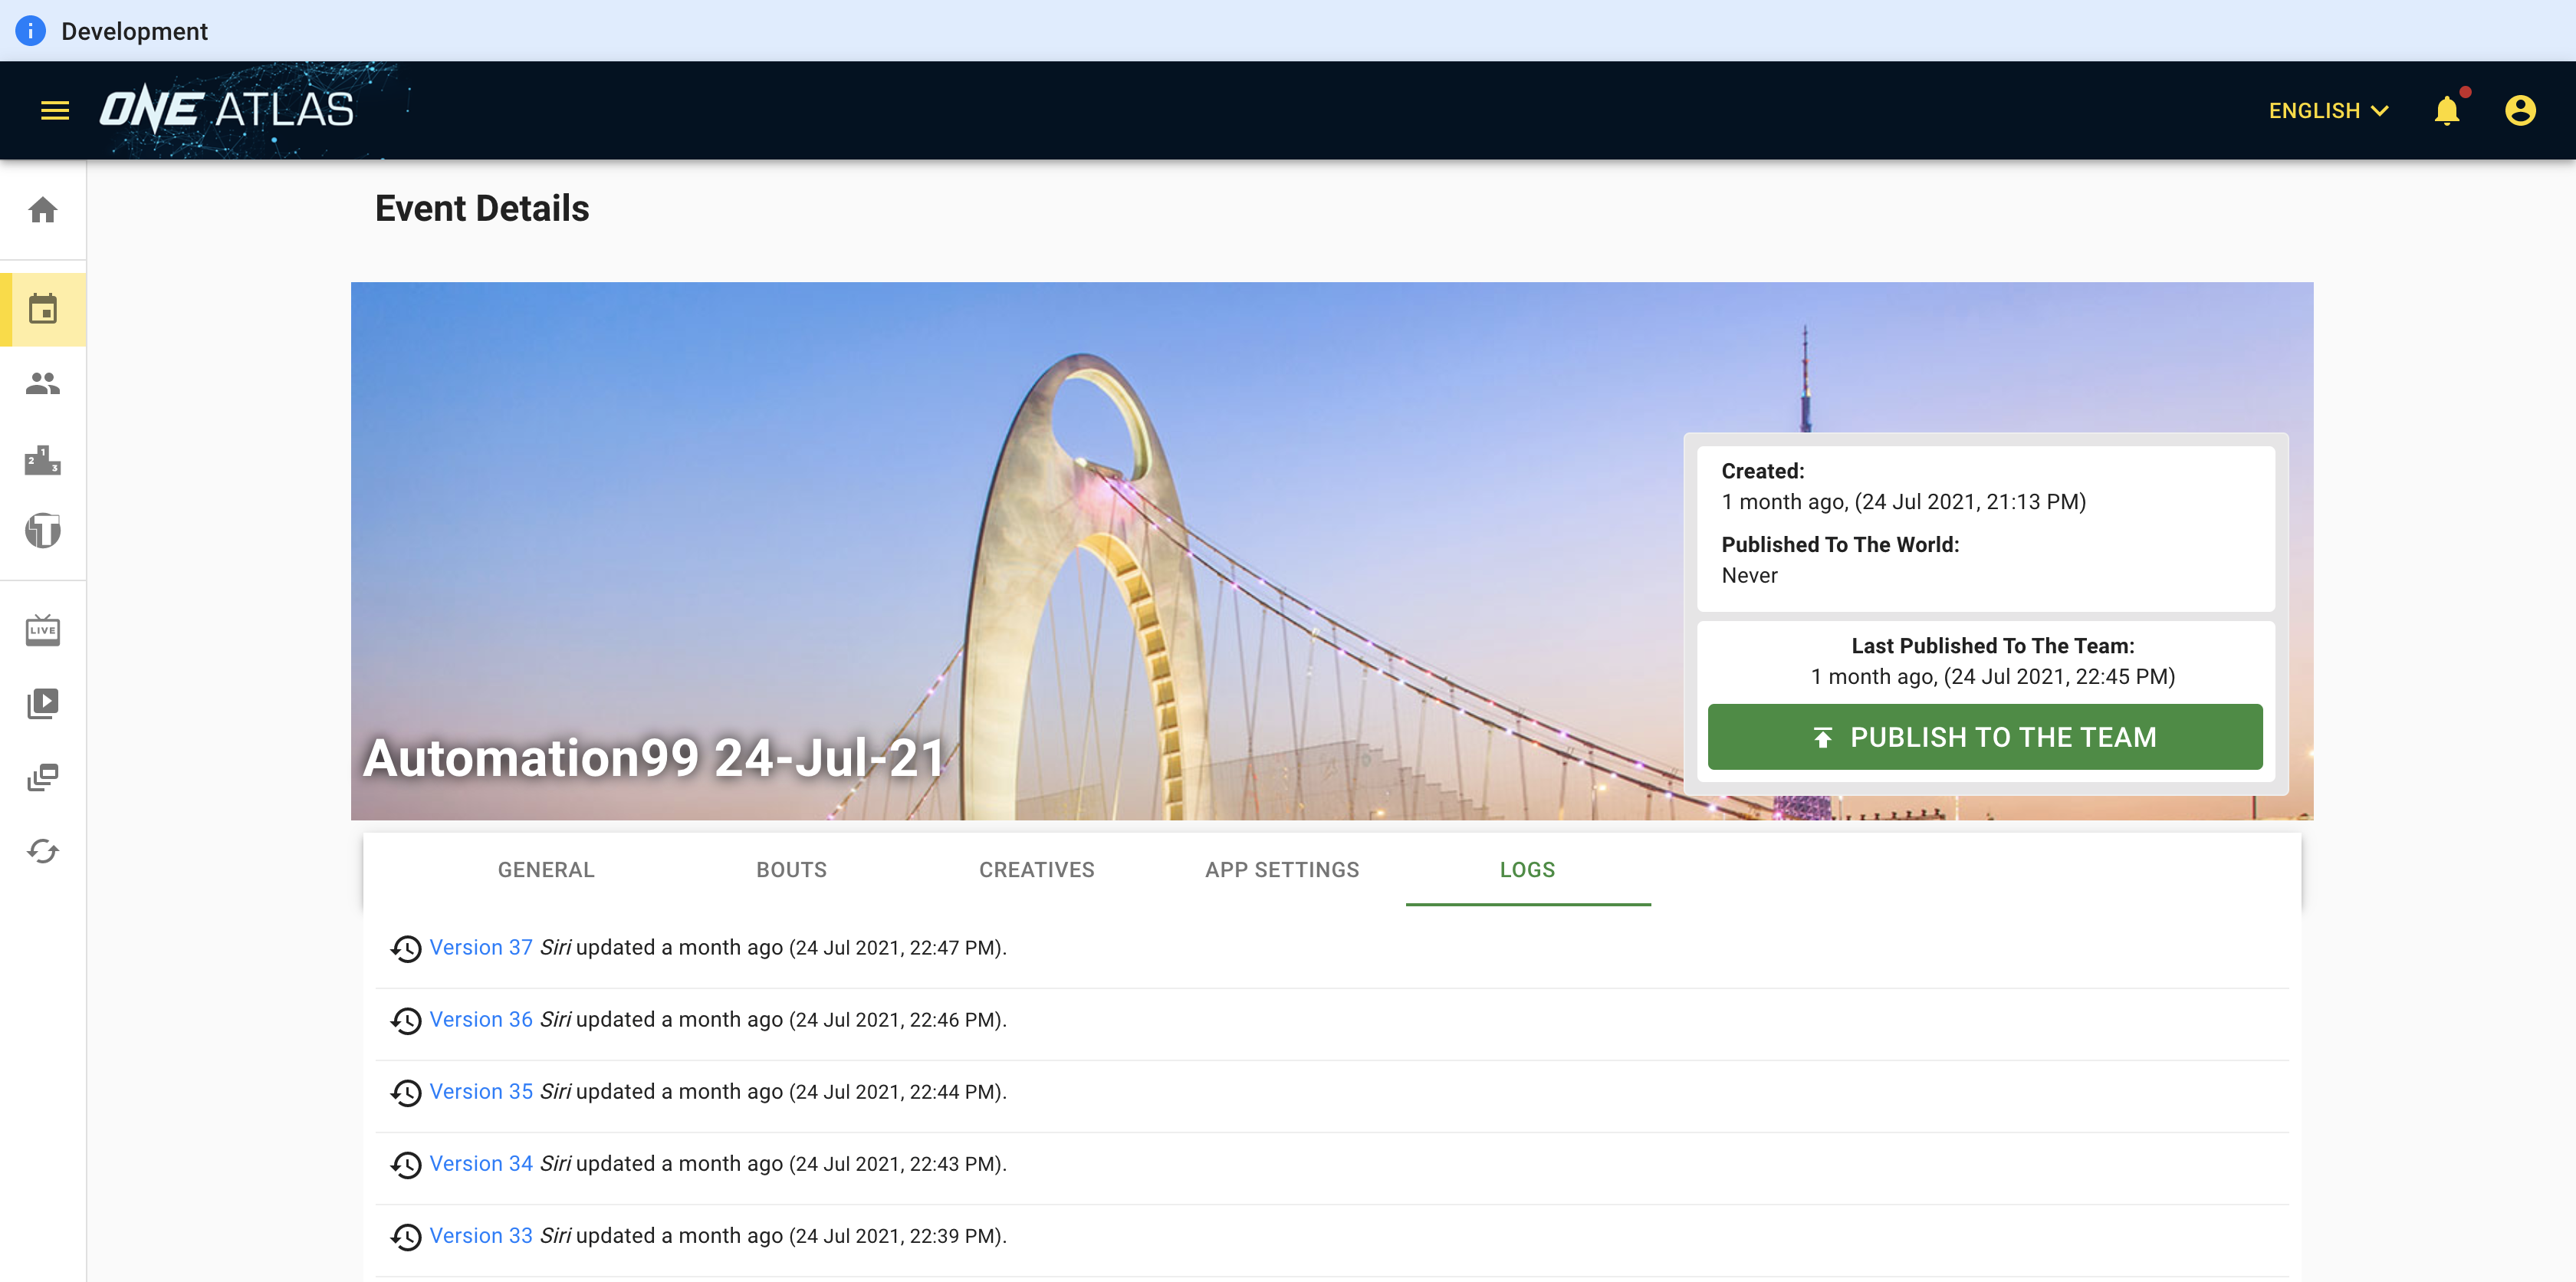 Development
ONE ATLAS
ENGLISH
Event Details
Created:
1 month ago, (24 Jul 2021, 21:13 PM)
Published To The World:
Never
Last Published To The Team:
1 month ago, (24 Jul 2021, 22:45 PM)
PUBLISH TO THE TEAM
Automation99 24-Jul-21
2 1 3
LIVE
GENERAL BOUTS CREATIVES APP SETTINGS LOGS
Version 37 Siri updated a month ago (24 Jul 2021, 22:47 PM).
Version 36 Siri updated a month ago (24 Jul 2021, 22:46 PM).
Version 35 Siri updated a month ago (24 Jul 2021, 22:44 PM).
Version 34 Siri updated a month ago (24 Jul 2021, 22:43 PM).
Version 33 Siri updated a month ago (24 Jul 2021, 22:39 PM).